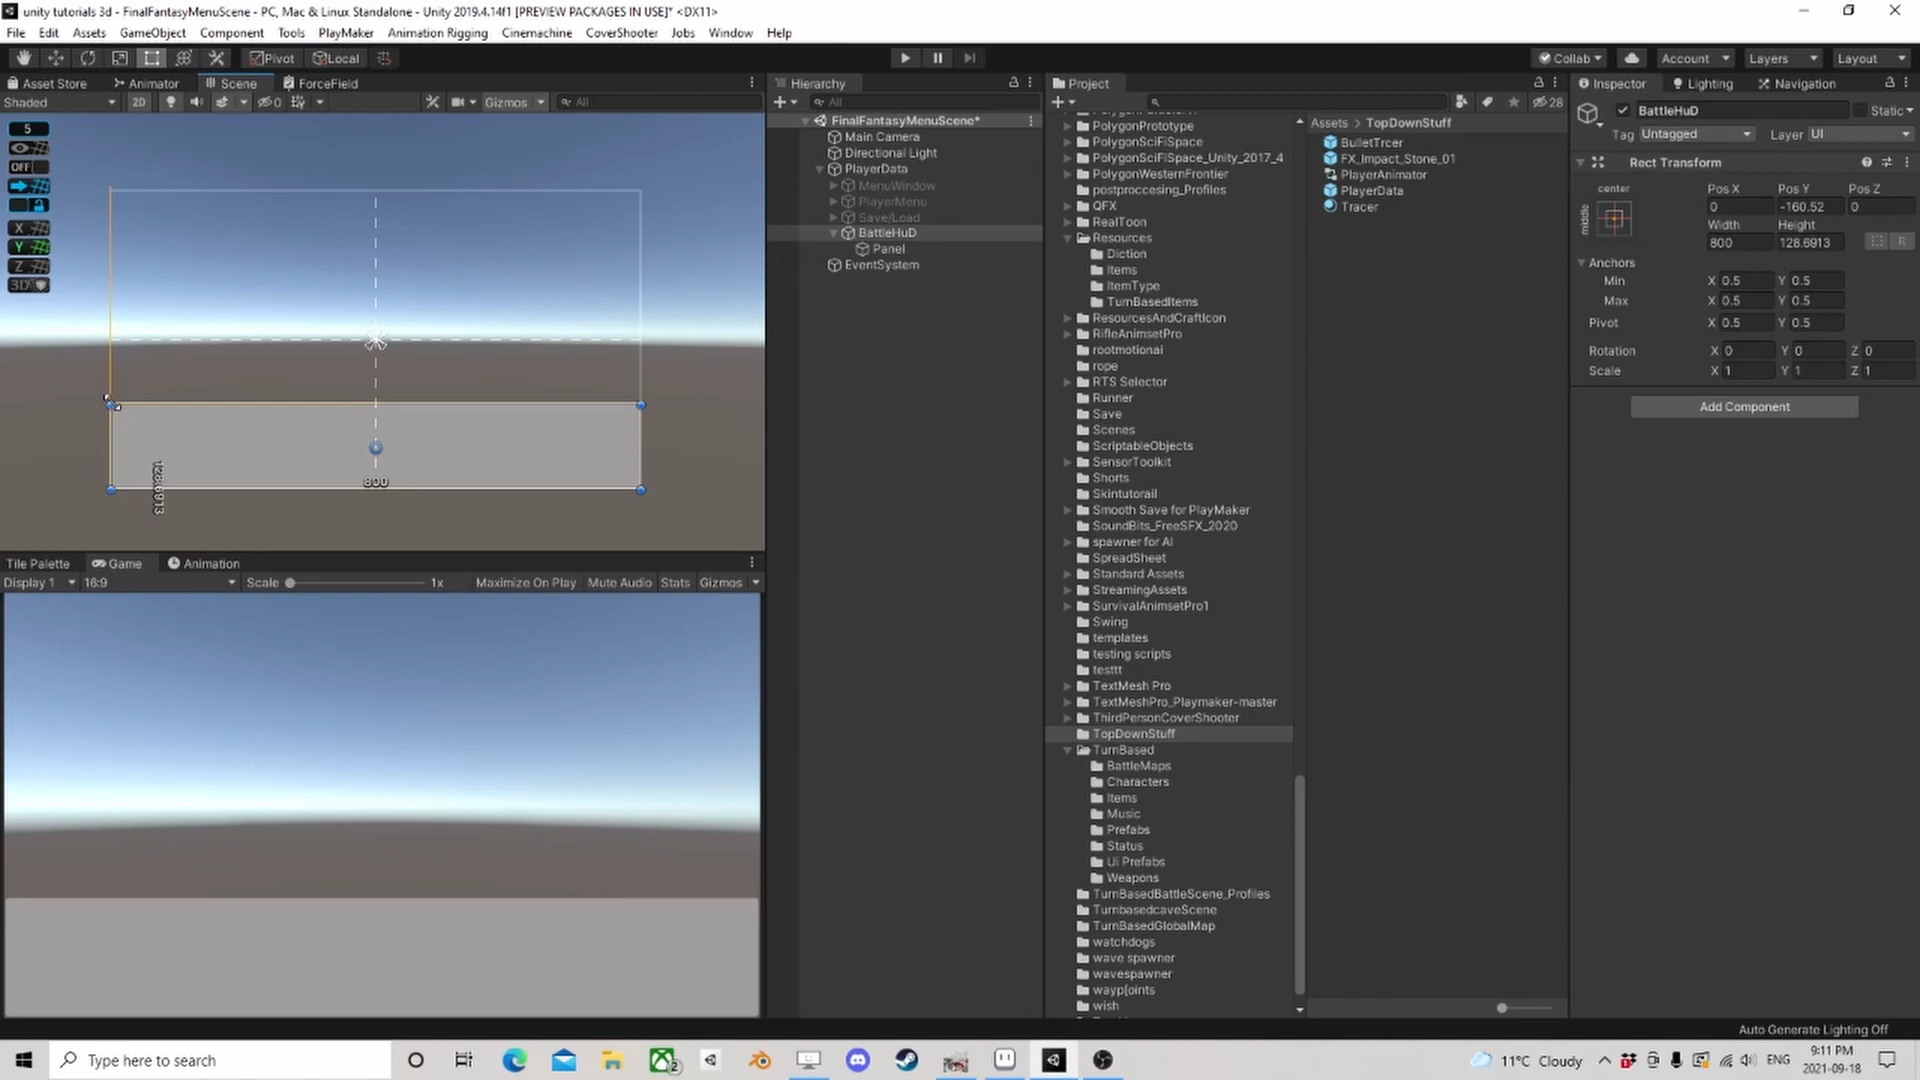 unity tutorials 3d - FinalFantasyMenuScene - PC, Mac & Linux Standalone - Unity 2019.4.14f1 [PREVIEW PACKAGES IN USE]* <DX11>
File Edit Assets GameObject Component Tools PlayMaker Animation Rigging Cinemachine CoverShooter Jobs Window Help
Pivot Local Collab Account Layers Layout
Asset Store Animator Scene ForceField
Shaded 2D 0 Gizmos All
5
OFF
X
Y
Z
3D
800
128.6913
Tile Palette Game Animation
Display 1 16:9 Scale 1x Maximize On Play Mute Audio Stats Gizmos
Hierarchy
All
FinalFantasyMenuScene*
Main Camera
Directional Light
PlayerData
MenuWindow
PlayerMenu
Save/Load
BattleHuD
Panel
EventSystem
Project
28
PolygonPrototype
PolygonSciFiSpace
PolygonSciFiSpace_Unity_2017_4
PolygonWesternFrontier
postproccesing_Profiles
QFX
RealToon
Resources
Diction
Items
ItemType
TurnBasedItems
ResourcesAndCraftIcon
RifleAnimsetPro
rootmotionai
rope
RTS Selector
Runner
Save
Scenes
ScriptableObjects
SensorToolkit
Shorts
Skintutorail
Smooth Save for PlayMaker
SoundBits_FreeSFX_2020
spawner for AI
SpreadSheet
Standard Assets
StreamingAssets
SurvivalAnimsetPro1
Swing
templates
testing scripts
testtt
TextMesh Pro
TextMeshPro_Playmaker-master
ThirdPersonCoverShooter
TopDownStuff
TurnBased
BattleMaps
Characters
Items
Music
Prefabs
Status
Ui Prefabs
Weapons
TurnBasedBattleScene_Profiles
TurnbasedcaveScene
TurnBasedGlobalMap
watchdogs
wave spawner
wavespawner
wayp[oints
wish
Assets > TopDownStuff
BulletTrcer
FX_Impact_Stone_01
PlayerAnimator
PlayerData
Tracer
Inspector Lighting Navigation
BattleHuD Static
Tag Untagged Layer UI
Rect Transform
center
middle
Pos X Pos Y Pos Z
0 -160.52 0
Width Height
800 128.6913 R
Anchors
Min X 0.5 Y 0.5
Max X 0.5 Y 0.5
Pivot X 0.5 Y 0.5
Rotation X 0 Y 0 Z 0
Scale X 1 Y 1 Z 1
Add Component
Auto Generate Lighting Off
Type here to search
2
11°C Cloudy
ENG
9:11 PM
2021-09-18